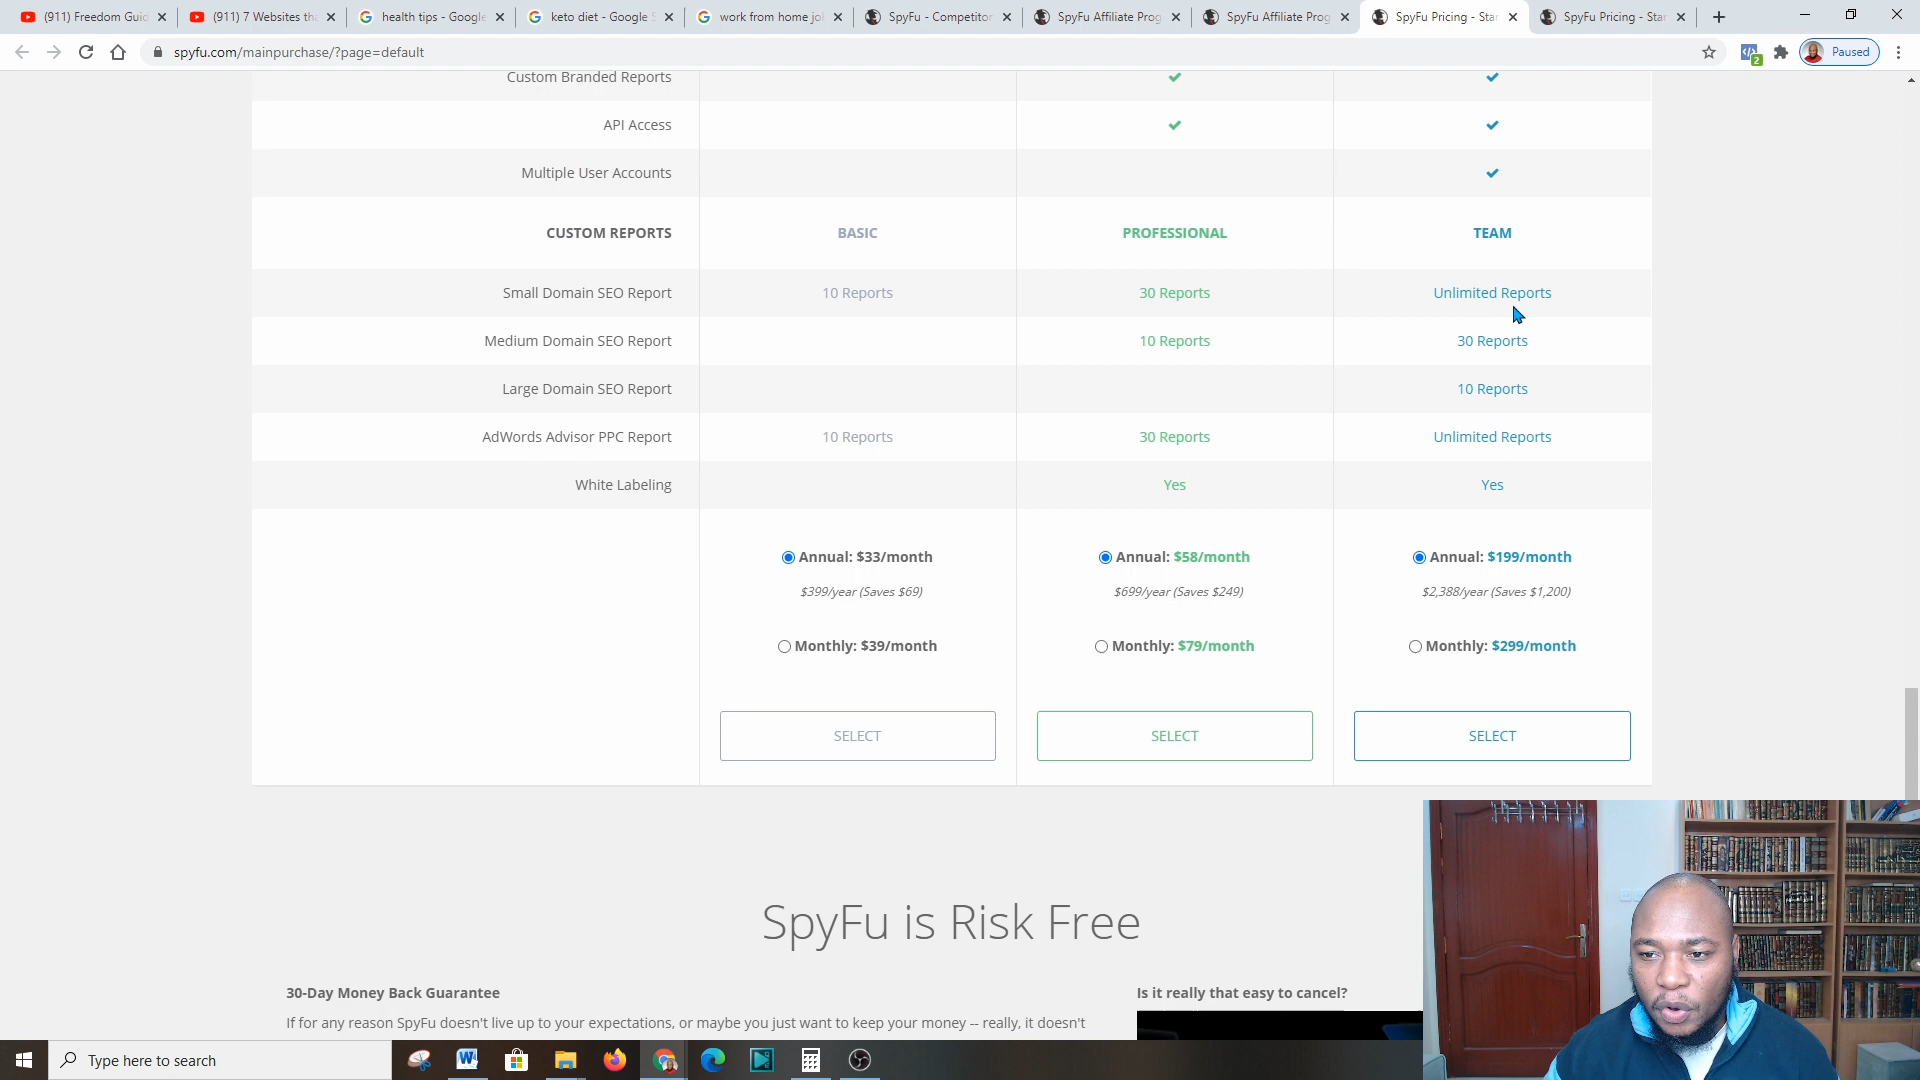 (911) Freedom Guid
(911) 7 Websites tha
health tips - Google
keto diet - Google S
work from home jo
SpyFu - Competitor
SpyFu Affiliate Prog
SpyFu Affiliate Prog
SpyFu Pricing - Star
SpyFu Pricing - Star
spyfu.com/mainpurchase/?page=default
2
Paused
Custom Branded Reports
API Access
Multiple User Accounts
CUSTOM REPORTS BASIC PROFESSIONAL TEAM
Small Domain SEO Report 10 Reports 30 Reports Unlimited Reports
Medium Domain SEO Report 10 Reports 30 Reports
Large Domain SEO Report 10 Reports
AdWords Advisor PPC Report 10 Reports 30 Reports Unlimited Reports
White Labeling Yes Yes
Annual: $33/month Annual: $58/month Annual: $199/month
$399/year (Saves $69) $699/year (Saves $249) $2,388/year (Saves $1,200)
Monthly: $39/month Monthly: $79/month Monthly: $299/month
SELECT SELECT SELECT
SpyFu is Risk Free
30-Day Money Back Guarantee Is it really that easy to cancel?
If for any reason SpyFu doesn't live up to your expectations, or maybe you just want to keep your money -- really, it doesn't
Type here to search